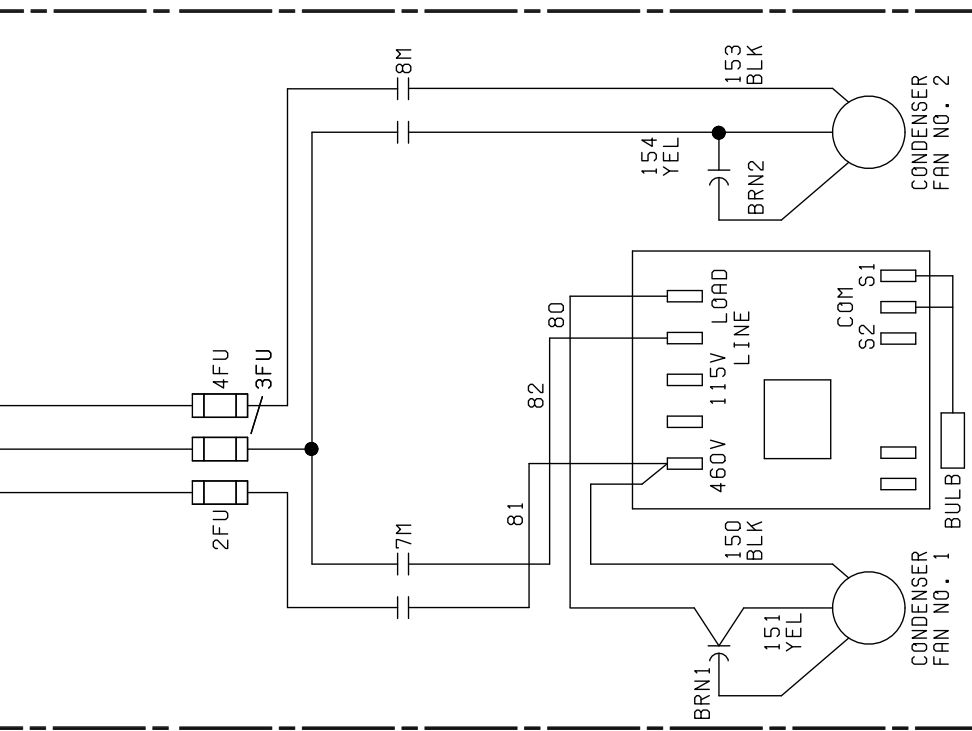 8M
153
BLK
CONDENSER
FAN NO. 2
154
YEL
BRN2
80
LOAD
LINE
115V
460V
COM
S1
S2
4FU
3FU
2FU
82
81
BULB
7M
150
BLK
151
YEL
BRN1
CONDENSER
FAN NO. 1